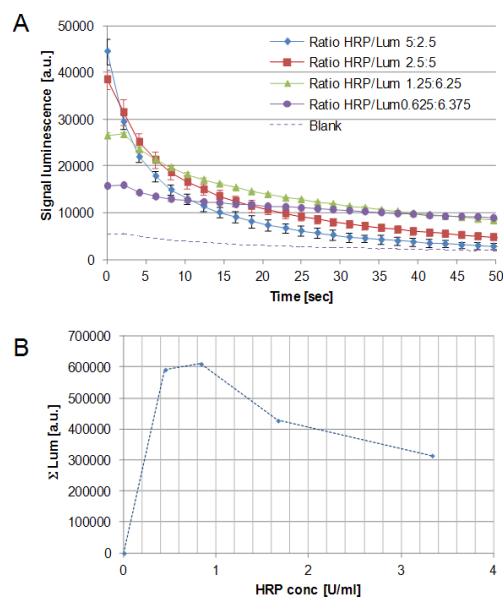 A
Signal luminescence [a.u.]
50000
40000
30000
20000
10000
0
Ratio HRP/Lum 5:2.5
Ratio HRP/Lum 2.5:5
Ratio HRP/Lum 1.25:6.25
Ratio HRP/Lum0.625:6.375
Blank
0 5 10 15 20 25 30 35 40 45 50
Time [sec]
B
Σ Lum [a.u.]
700000
600000
500000
400000
300000
200000
100000
0
0 1 2 3 4
HRP conc [U/ml]